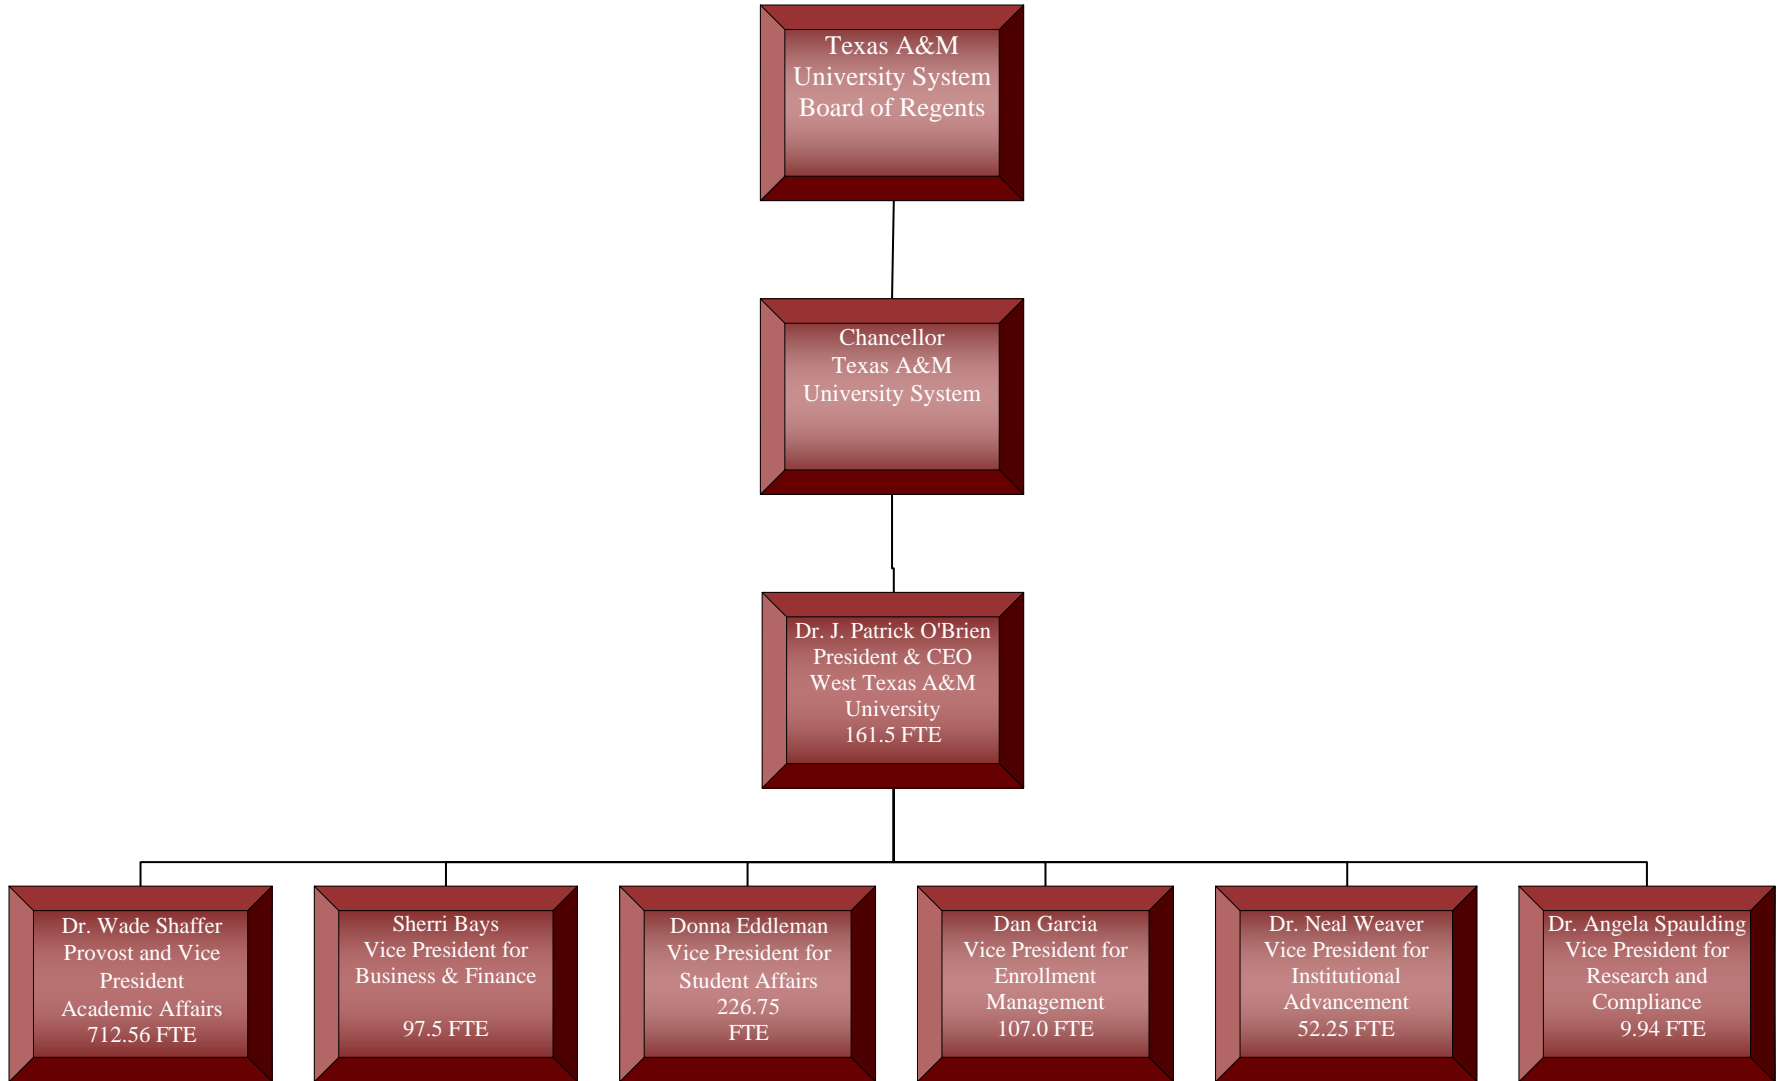 Texas A&M
University System
Board of Regents
Chancellor
Texas A&M
University System
Dr. J. Patrick O'Brien
President & CEO
West Texas A&M
University
161.5 FTE
Dr. Wade Shaffer
Provost and Vice
President
Academic Affairs
712.56 FTE
Sherri Bays
Vice President for
Business & Finance
97.5 FTE
Donna Eddleman
Vice President for
Student Affairs
226.75
FTE
Dan Garcia
Vice President for
Enrollment
Management
107.0 FTE
Dr. Neal Weaver
Vice President for
Institutional
Advancement
52.25 FTE
Dr. Angela Spaulding
Vice President for
Research and
Compliance
9.94 FTE